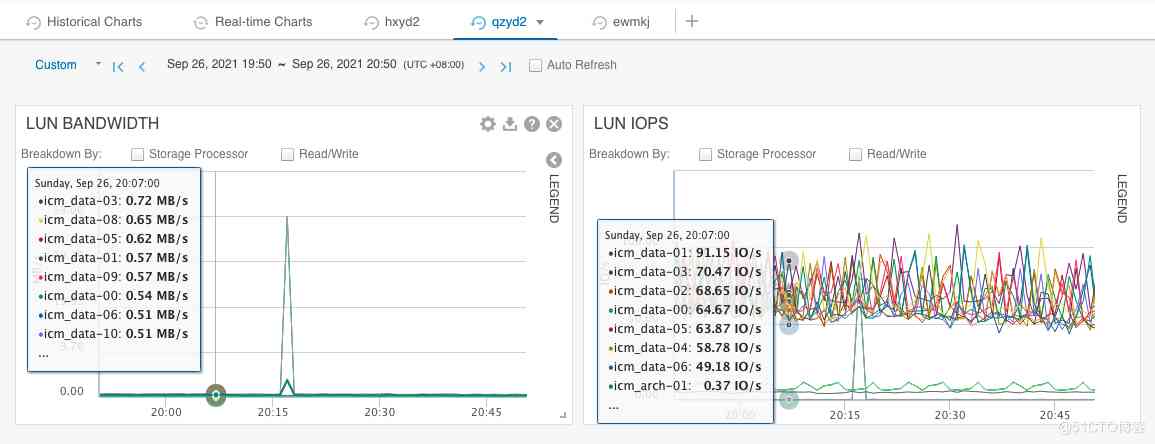 Historical Charts
Real-time Charts
hxyd2
qzyd2
ewmkj
Custom
Sep 26, 2021 19:50 ~ Sep 26, 2021 20:50 (UTC +08:00)
Auto Refresh
LUN BANDWIDTH
Breakdown By:
Storage Processor
Read/Write
LEGEND
Sunday, Sep 26, 20:07:00
icm_data-03: 0.72 MB/s
icm_data-08: 0.65 MB/s
icm_data-05: 0.62 MB/s
icm_data-01: 0.57 MB/s
icm_data-09: 0.57 MB/s
icm_data-00: 0.54 MB/s
icm_data-06: 0.51 MB/s
icm_data-10: 0.51 MB/s
...
0.00
20:00
20:15
20:30
20:45
LUN IOPS
Breakdown By:
Storage Processor
Read/Write
LEGEND
Sunday, Sep 26, 20:07:00
icm_data-01: 91.15 IO/s
icm_data-03: 70.47 IO/s
icm_data-02: 68.65 IO/s
icm_data-00: 64.67 IO/s
icm_data-05: 63.87 IO/s
icm_data-04: 58.78 IO/s
icm_data-06: 49.18 IO/s
icm_arch-01: 0.37 IO/s
...
20:00
20:15
20:30
20:45
@51CTO博客